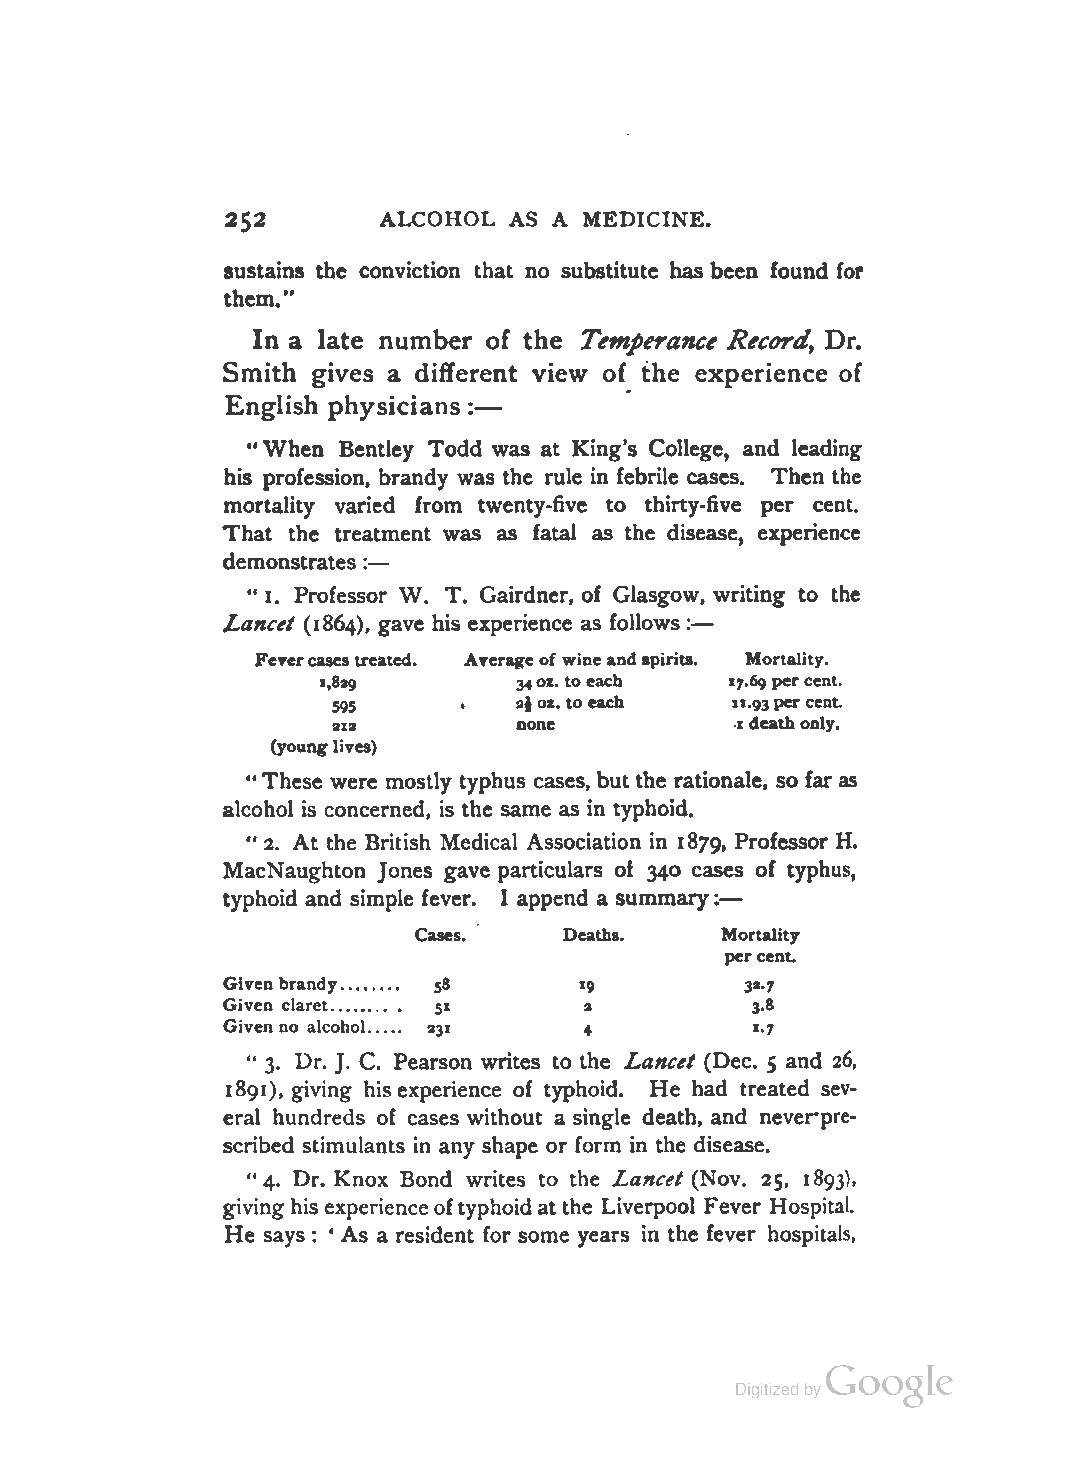 252 ALCOHOL AS A MEDICINE.
sustains the conviction that no substitute has been found for
them."
In a late number of the Temperance Record, Dr.
Smith gives a different view of the experience of
English physicians :—
"When Bentley Todd was at King's College, and leading
his profession, brandy was the rule in febrile cases. Then the
mortality varied from twenty-five to thirty-five per cent.
That the treatment was as fatal as the disease, experience
demonstrates :—
"1. Professor W. T. Gairdner, of Glasgow, writing to the
Lancet (1864), gave his experience as follows :—
Fever cases treated. Average of wine and spirits. Mortality.
1,829 34 oz. to each 17.69 per cent.
595 2½ oz. to each 11.93 per cent.
212 none 1 death only.
(young lives)
"These were mostly typhus cases, but the rationale, so far as
alcohol is concerned, is the same as in typhoid.
"2. At the British Medical Association in 1879, Professor H.
MacNaughton Jones gave particulars of 340 cases of typhus,
typhoid and simple fever. I append a summary :—
Cases. Deaths. Mortality
per cent.
Given brandy........ 58 19 32.7
Given claret......... . 51 2 3.8
Given no alcohol..... 231 4 1.7
"3. Dr. J. C. Pearson writes to the Lancet (Dec. 5 and 26,
1891), giving his experience of typhoid. He had treated sev-
eral hundreds of cases without a single death, and never pre-
scribed stimulants in any shape or form in the disease.
"4. Dr. Knox Bond writes to the Lancet (Nov. 25, 1893),
giving his experience of typhoid at the Liverpool Fever Hospital.
He says : 'As a resident for some years in the fever hospitals,
Digitized by Google